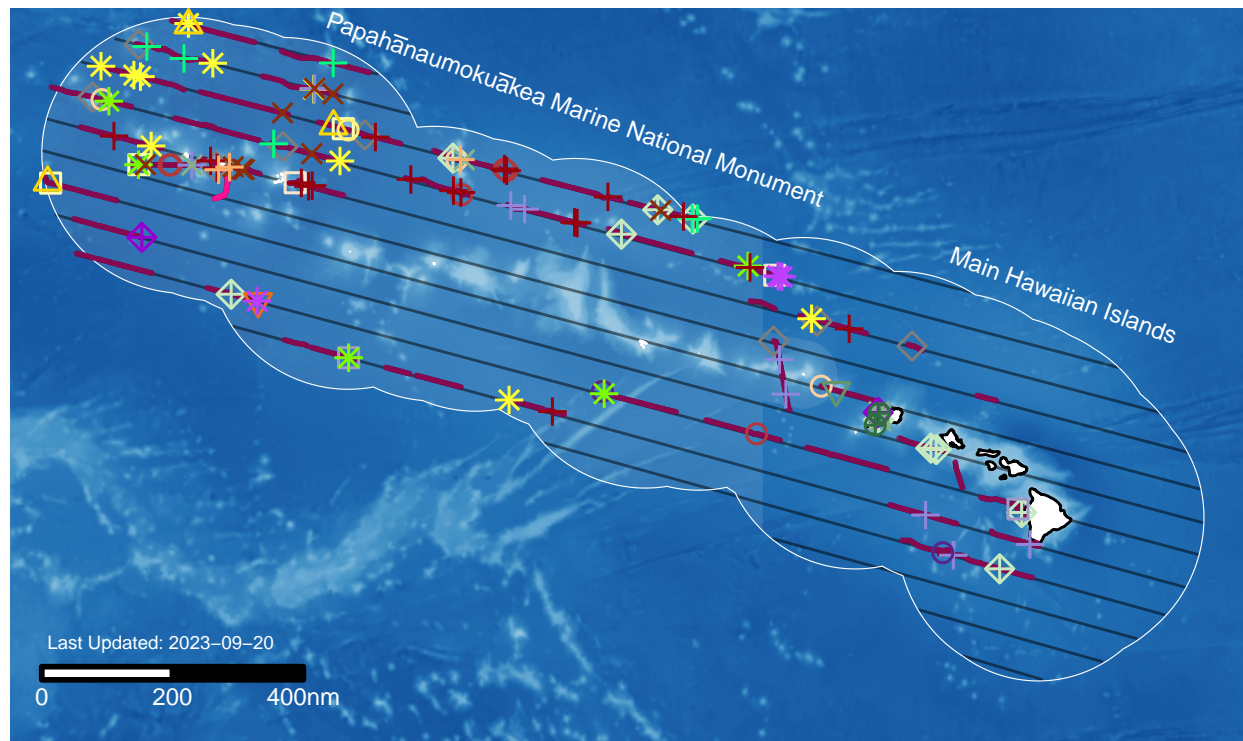 Papahānaumokuākea Marine National Monument
Main Hawaiian Islands
Last Updated: 2023−09−20
0 200 400nm